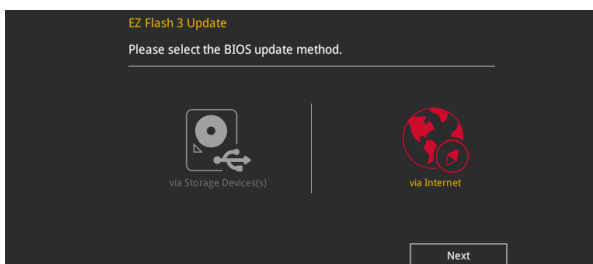 EZ Flash 3 Update
Please select the BIOS update method.
via Storage Devices(s)
via Internet
Next